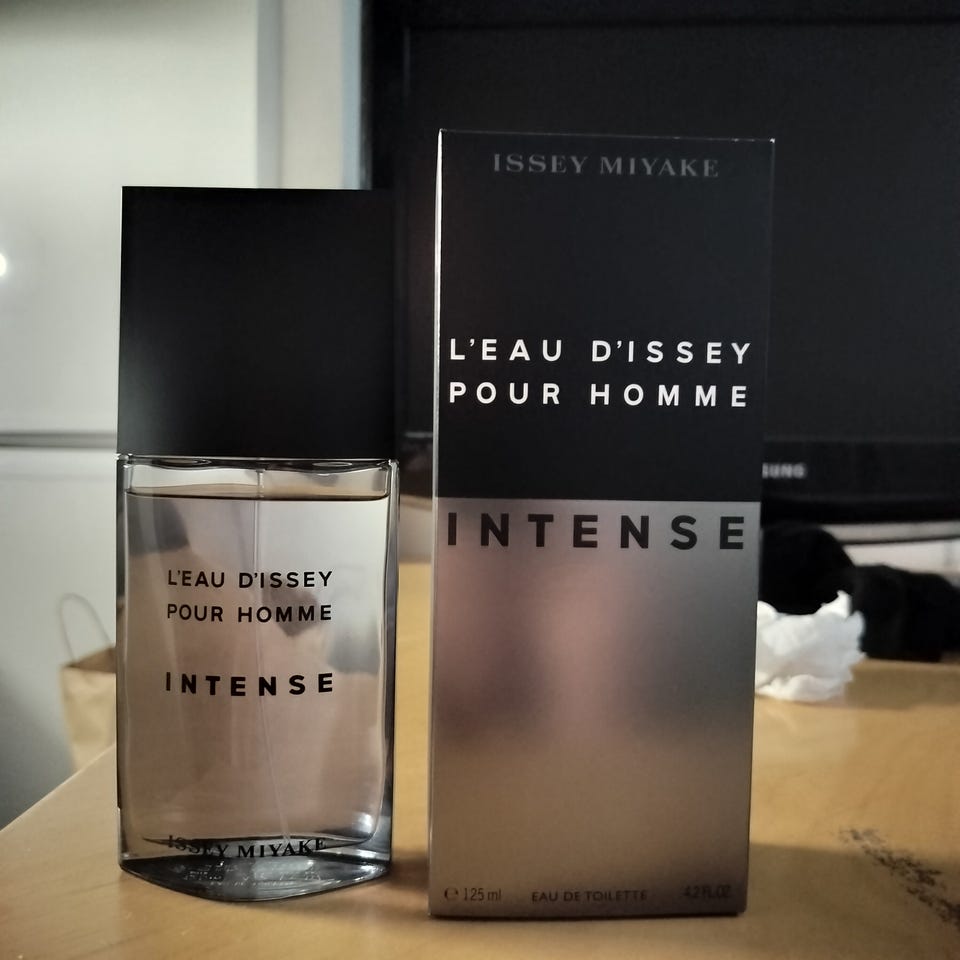 L'EAU D'ISSEY
POUR HOMME
INTENSE
ISSEY MIYAKE
ISSEY MIYAKE
L'EAU D'ISSEY
POUR HOMME
INTENSE
℮ 125 ml EAU DE TOILETTE 4.2 FL.OZ.